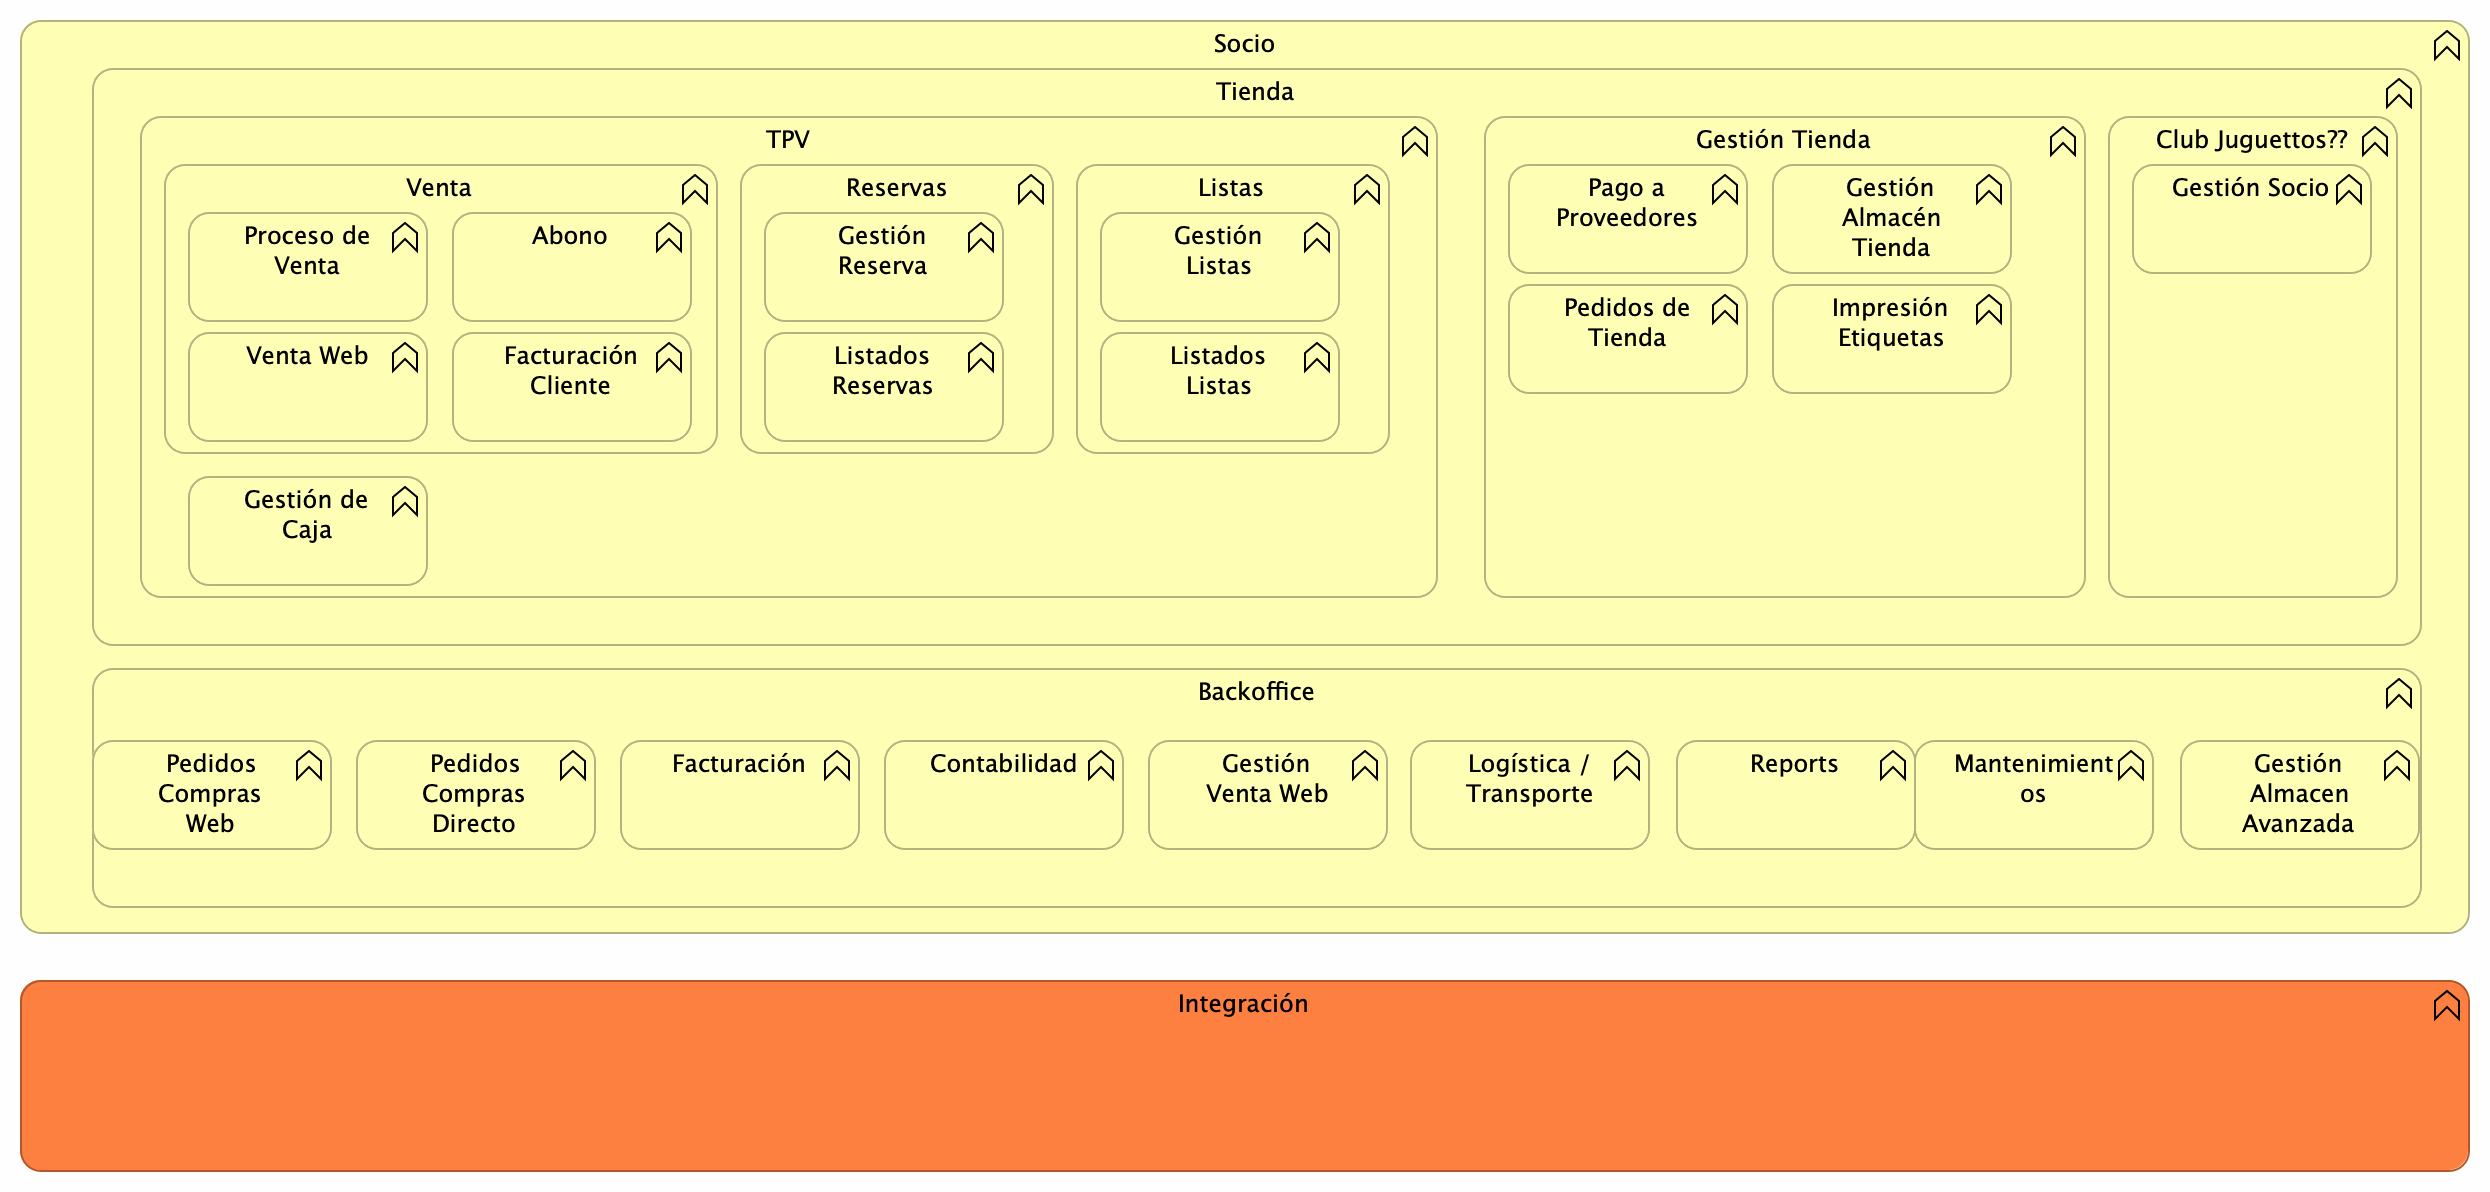 Socio
Tienda
TPV
Venta
Proceso de
Venta
Abono
Venta Web
Facturación
Cliente
Reservas
Gestión
Reserva
Listados
Reservas
Listas
Gestión
Listas
Listados
Listas
Gestión de
Caja
Gestión Tienda
Pago a
Proveedores
Gestión
Almacén
Tienda
Pedidos de
Tienda
Impresión
Etiquetas
Club Juguettos??
Gestión Socio
Backoffice
Pedidos
Compras
Web
Pedidos
Compras
Directo
Facturación
Contabilidad
Gestión
Venta Web
Logística /
Transporte
Reports
Mantenimient
os
Gestión
Almacen
Avanzada
Integración